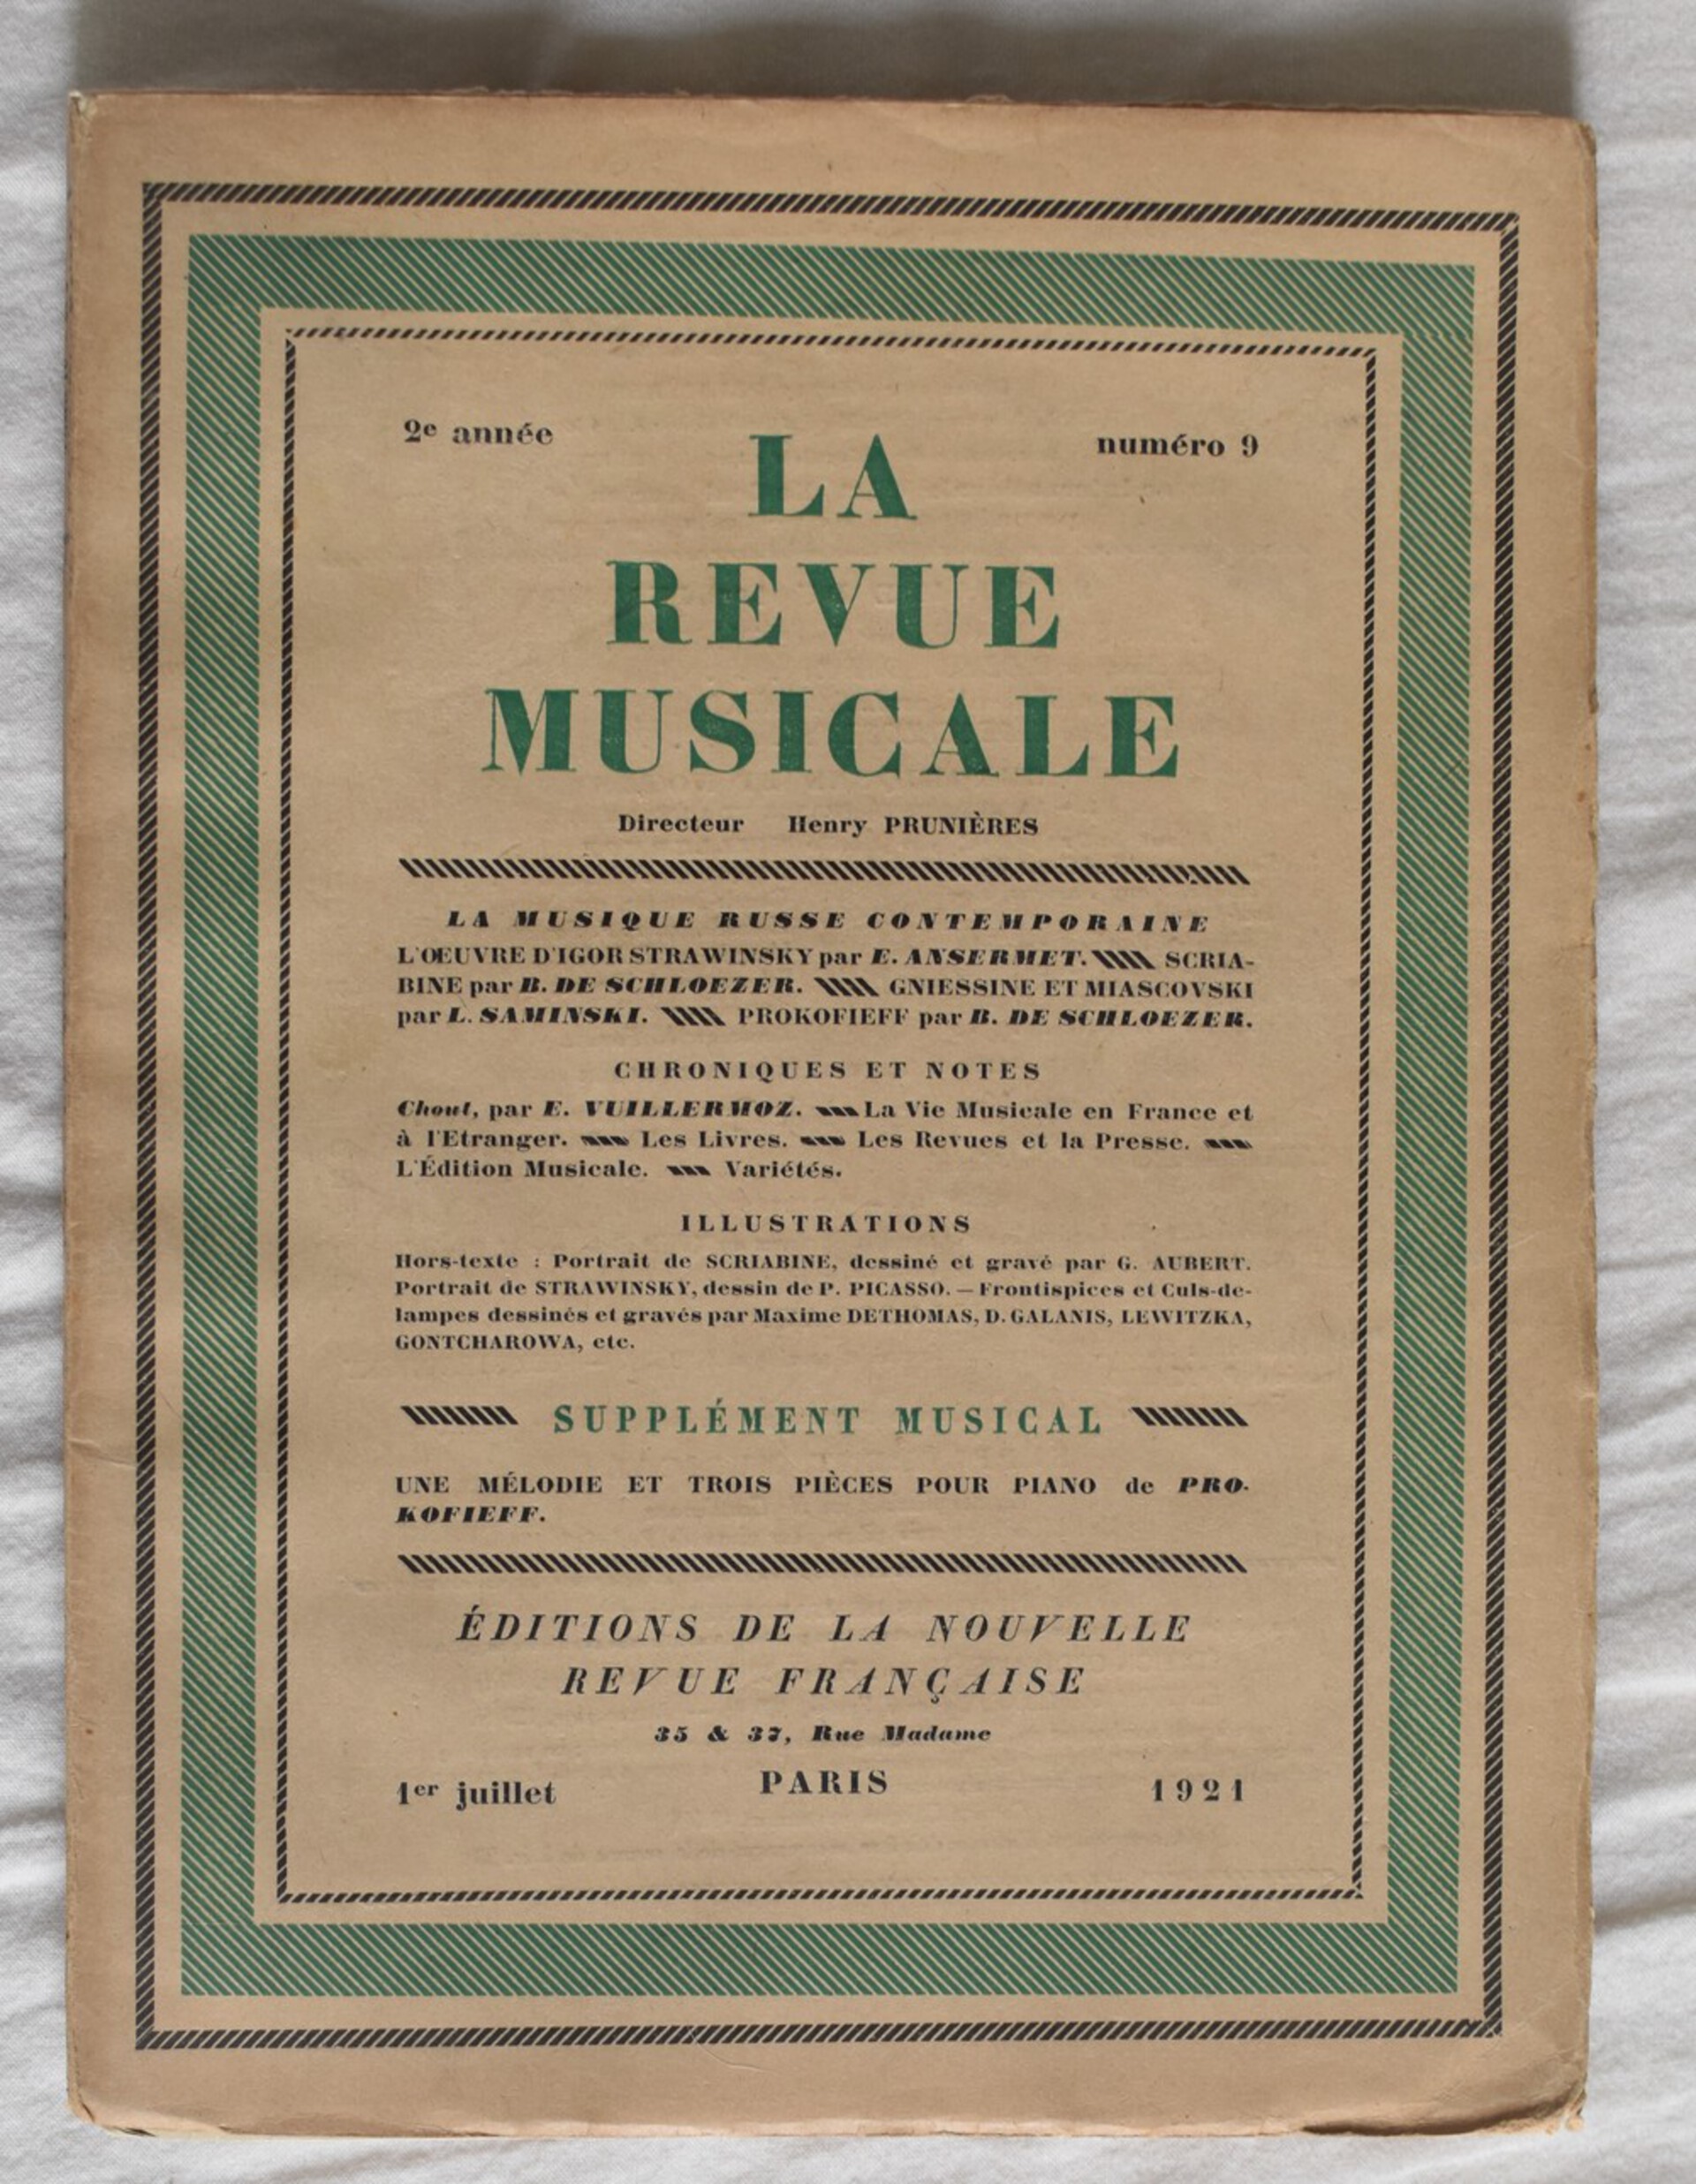 2e année
numéro 9
LA
REVUE
MUSICALE
Directeur Henry PRUNIÈRES
LA MUSIQUE RUSSE CONTEMPORAINE
L'ŒUVRE D'IGOR STRAWINSKY par E. ANSERMET. SCRIA-
BINE par B. DE SCHLOEZER. GNIESSINE ET MIASCOVSKI
par L. SAMINSKI. PROKOFIEFF par B. DE SCHLOEZER.
CHRONIQUES ET NOTES
Chout, par E. VUILLERMOZ. La Vie Musicale en France et
à l'Etranger. Les Livres. Les Revues et la Presse.
L'Édition Musicale. Variétés.
ILLUSTRATIONS
Hors-texte : Portrait de SCRIABINE, dessiné et gravé par G. AUBERT.
Portrait de STRAWINSKY, dessin de P. PICASSO. — Frontispices et Culs-de-
lampes dessinés et gravés par Maxime DETHOMAS, D. GALANIS, LEWITZKA,
GONTCHAROWA, etc.
SUPPLÉMENT MUSICAL
UNE MÉLODIE ET TROIS PIÈCES POUR PIANO de PRO-
KOFIEFF.
ÉDITIONS DE LA NOUVELLE
REVUE FRANÇAISE
35 & 37, Rue Madame
1er juillet
PARIS
1921